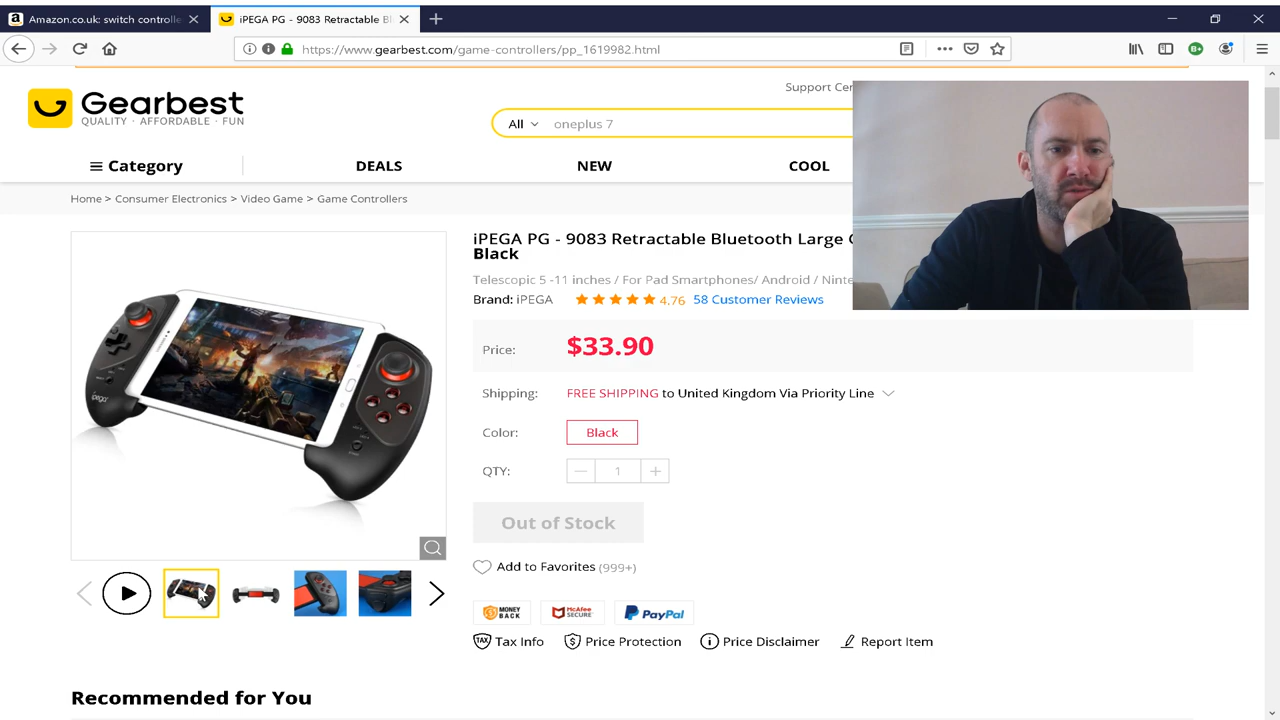 Amazon.co.uk: switch controlle
iPEGA PG - 9083 Retractable Bl
https://www.gearbest.com/game-controllers/pp_1619982.html
Gearbest
QUALITY · AFFORDABLE · FUN
Support Cen
All oneplus 7
Category DEALS NEW COOL
Home > Consumer Electronics > Video Game > Game Controllers
iPEGA PG - 9083 Retractable Bluetooth Large
Black
Telescopic 5 -11 inches / For Pad Smartphones/ Android / Ninte
Brand: iPEGA 4.76 58 Customer Reviews
Price: $33.90
Shipping: FREE SHIPPING to United Kingdom Via Priority Line
Color: Black
QTY: 1
Out of Stock
Add to Favorites (999+)
MONEY BACK McAfee SECURE PayPal
TAX Tax Info Price Protection Price Disclaimer Report Item
Recommended for You
ipega